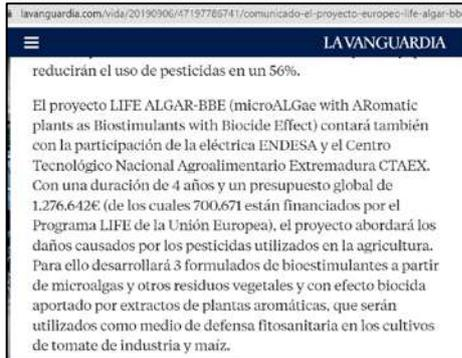 lavanguardia.com/vida/20190906/47197786741/comunicado-el-proyecto-europeo-life-algar-bbe
LA VANGUARDIA
reducirán el uso de pesticidas en un 56%.
El proyecto LIFE ALGAR-BBE (microALGae with ARomatic
plants as Biostimulants with Biocide Effect) contará también
con la participación de la eléctrica ENDESA y el Centro
Tecnológico Nacional Agroalimentario Extremadura CTAEX.
Con una duración de 4 años y un presupuesto global de
1.276.642€ (de los cuales 700.671 están financiados por el
Programa LIFE de la Unión Europea), el proyecto abordará los
daños causados por los pesticidas utilizados en la agricultura.
Para ello desarrollará 3 formulados de bioestimulantes a partir
de microalgas y otros residuos vegetales y con efecto biocida
aportado por extractos de plantas aromáticas, que serán
utilizados como medio de defensa fitosanitaria en los cultivos
de tomate de industria y maíz.